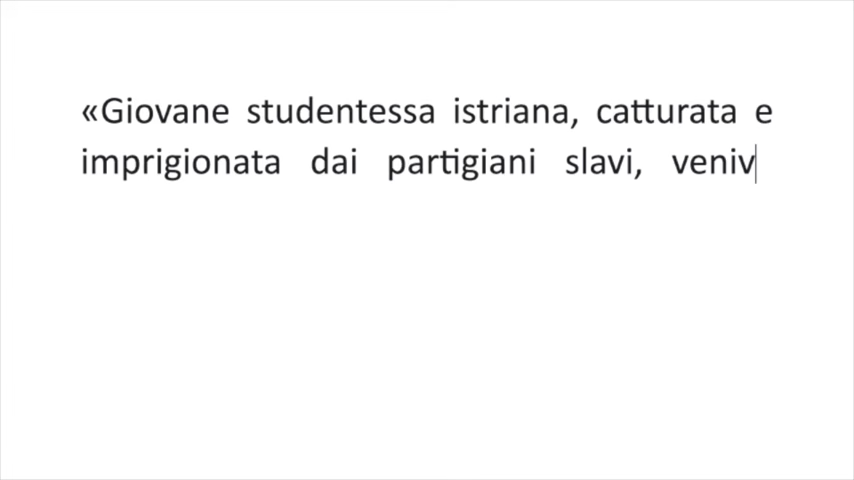 «Giovane studentessa istriana, catturata e
imprigionata dai partigiani slavi, veniv